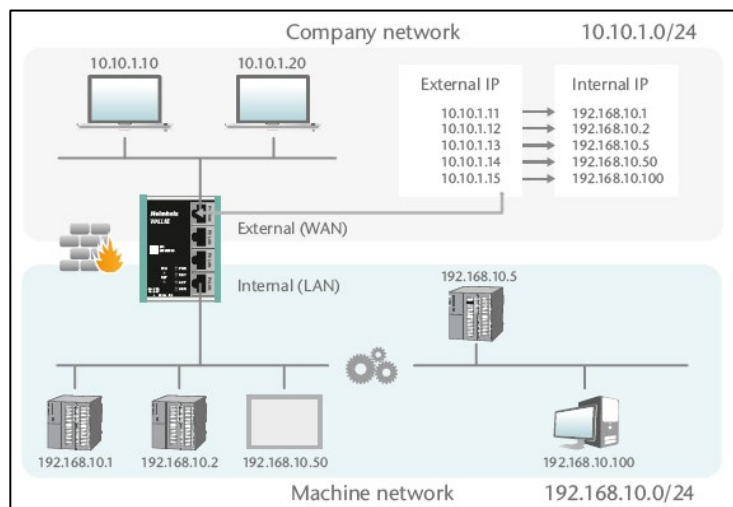 Company network 10.10.1.0/24
10.10.1.10 10.10.1.20
External IP Internal IP
10.10.1.11 192.168.10.1
10.10.1.12 192.168.10.2
10.10.1.13 192.168.10.5
10.10.1.14 192.168.10.50
10.10.1.15 192.168.10.100
Helmholz
WALL IE
External (WAN)
Internal (LAN)
192.168.10.5
192.168.10.1 192.168.10.2 192.168.10.50 192.168.10.100
Machine network 192.168.10.0/24